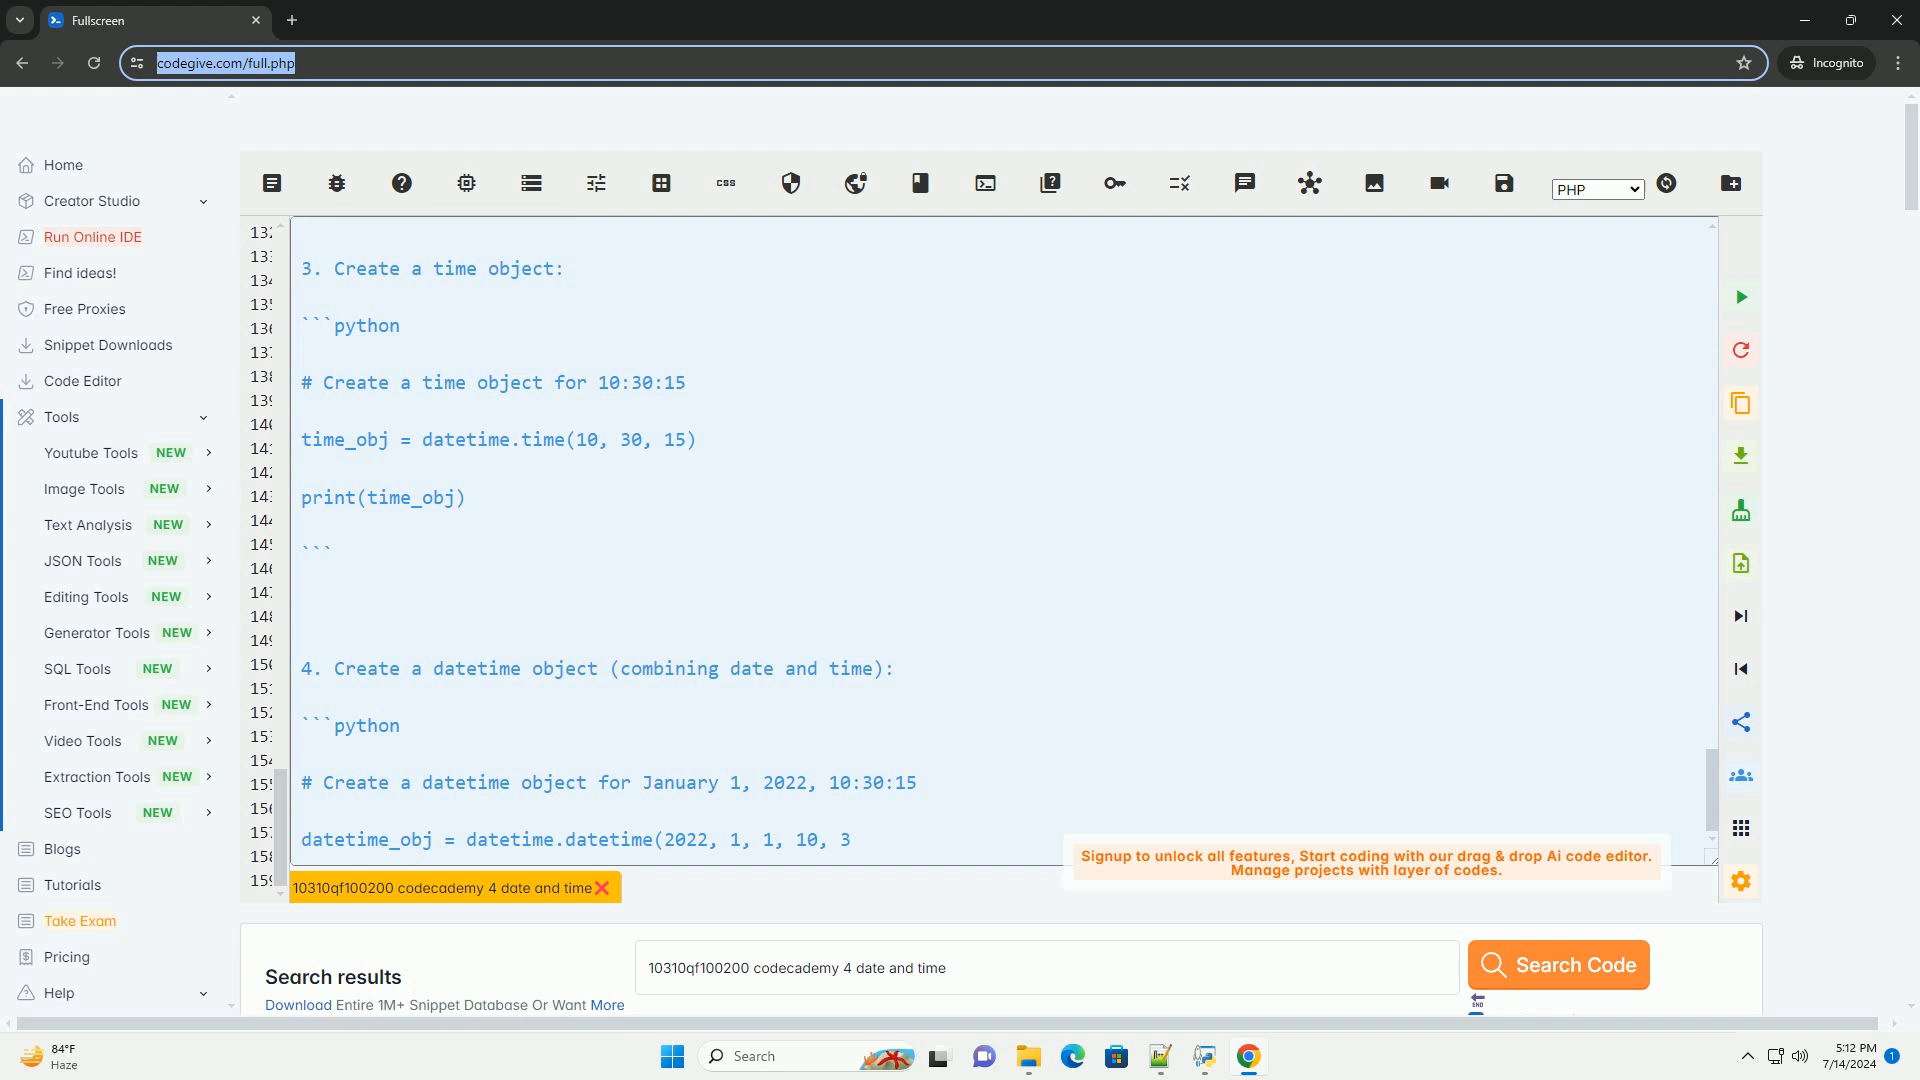 Fullscreen
codegive.com/full.php
Incognito
Home
Creator Studio
Run Online IDE
Find ideas!
Free Proxies
Snippet Downloads
Code Editor
Tools
Youtube Tools NEW
Image Tools NEW
Text Analysis NEW
JSON Tools NEW
Editing Tools NEW
Generator Tools NEW
SQL Tools NEW
Front-End Tools NEW
Video Tools NEW
Extraction Tools NEW
SEO Tools NEW
Blogs
Tutorials
Take Exam
Pricing
Help
CSS
PHP
3. Create a time object:
```python
# Create a time object for 10:30:15
time_obj = datetime.time(10, 30, 15)
print(time_obj)
```
4. Create a datetime object (combining date and time):
```python
# Create a datetime object for January 1, 2022, 10:30:15
datetime_obj = datetime.datetime(2022, 1, 1, 10, 3
Signup to unlock all features, Start coding with our drag & drop Ai code editor.
Manage projects with layer of codes.
10310qf100200 codecademy 4 date and time
Search results
10310qf100200 codecademy 4 date and time
Search Code
Download Entire 1M+ Snippet Database Or Want More
END
84°F
Haze
Search
5:12 PM
7/14/2024
1